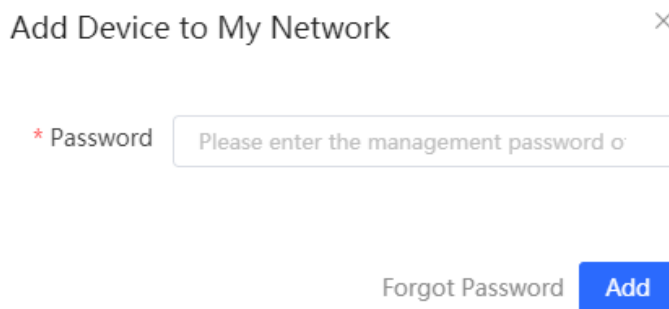 Add Device to My Network
* Password
Please enter the management password o
Forgot Password
Add